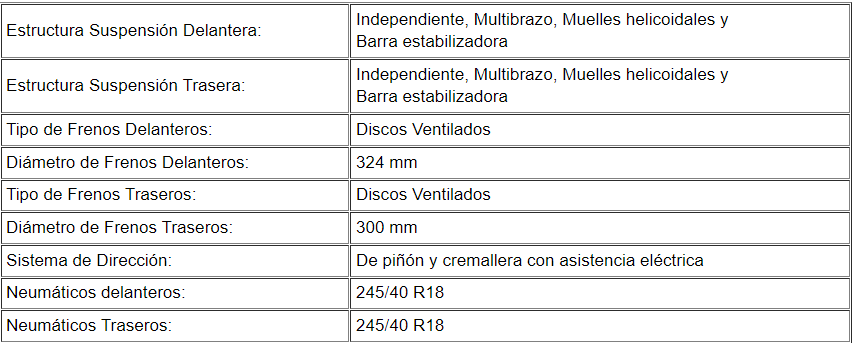 Estructura Suspensión Delantera:
Independiente, Multibrazo, Muelles helicoidales y
Barra estabilizadora
Estructura Suspensión Trasera:
Independiente, Multibrazo, Muelles helicoidales y
Barra estabilizadora
Tipo de Frenos Delanteros:
Discos Ventilados
Diámetro de Frenos Delanteros:
324 mm
Tipo de Frenos Traseros:
Discos Ventilados
Diámetro de Frenos Traseros:
300 mm
Sistema de Dirección:
De piñón y cremallera con asistencia eléctrica
Neumáticos delanteros:
245/40 R18
Neumáticos Traseros:
245/40 R18